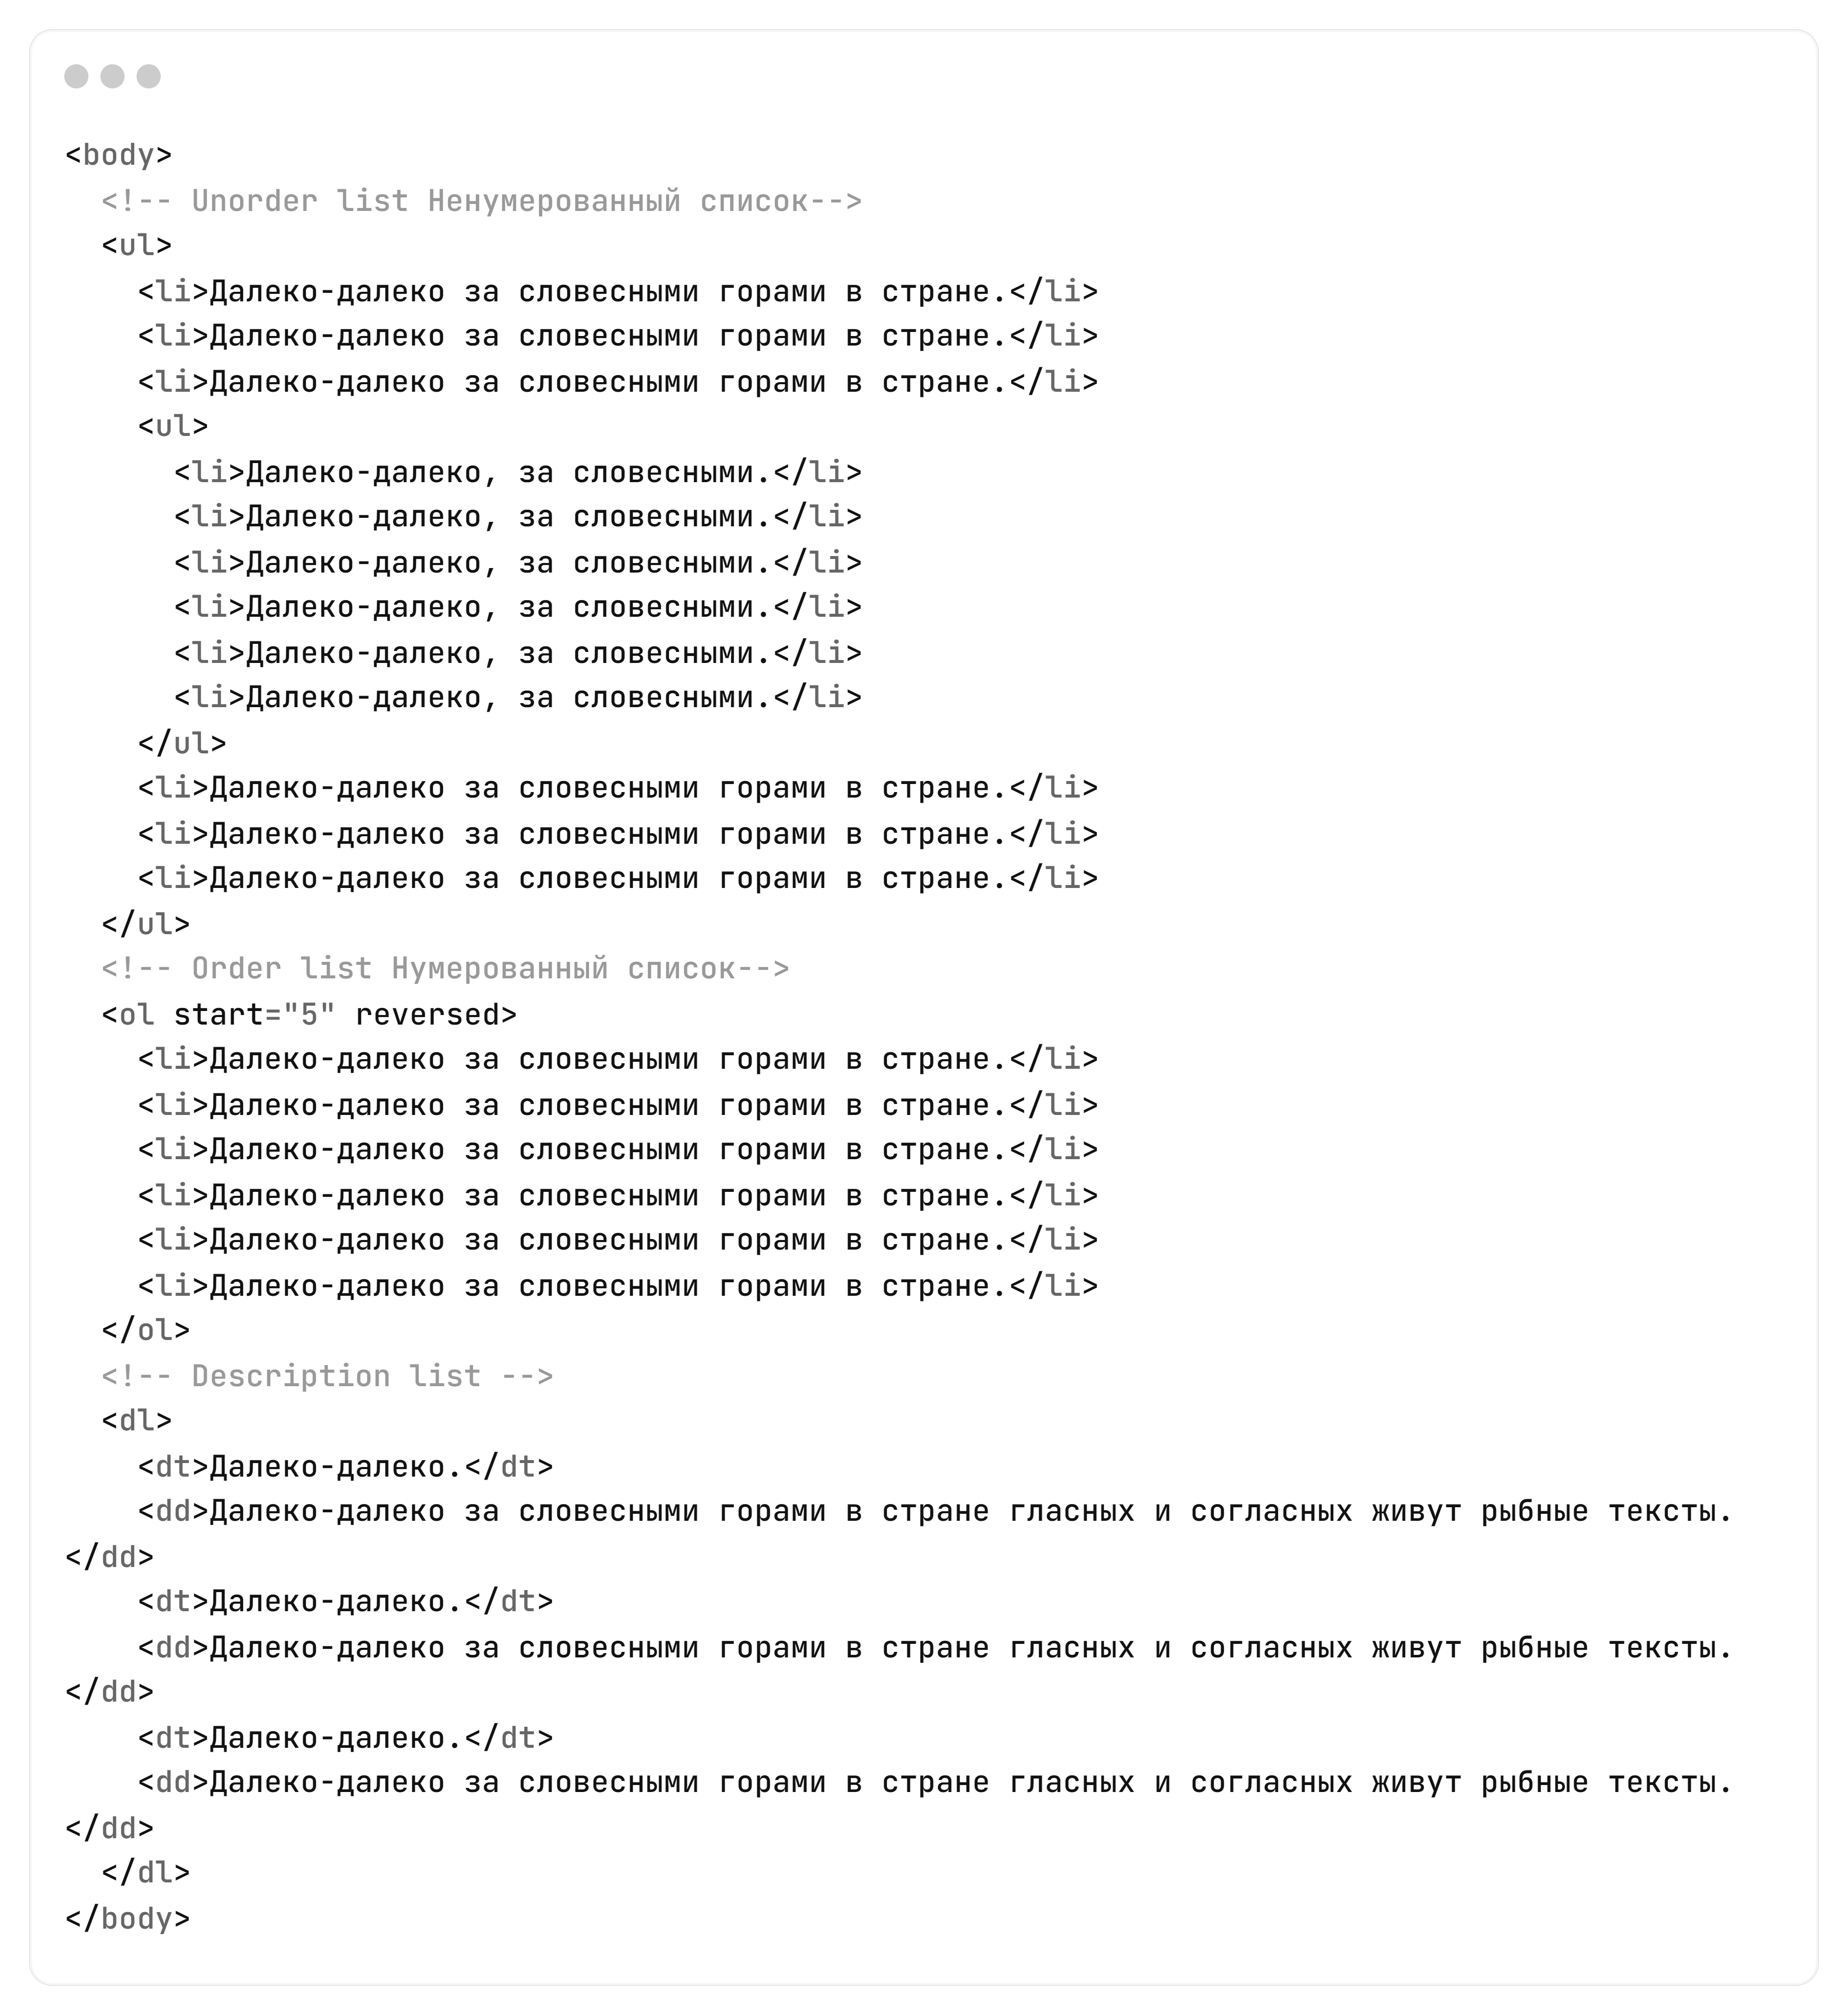 <body>
  <!-- Unorder list Ненумерованный список-->
  <ul>
    <li>Далеко-далеко за словесными горами в стране.</li>
    <li>Далеко-далеко за словесными горами в стране.</li>
    <li>Далеко-далеко за словесными горами в стране.</li>
    <ul>
      <li>Далеко-далеко, за словесными.</li>
      <li>Далеко-далеко, за словесными.</li>
      <li>Далеко-далеко, за словесными.</li>
      <li>Далеко-далеко, за словесными.</li>
      <li>Далеко-далеко, за словесными.</li>
      <li>Далеко-далеко, за словесными.</li>
    </ul>
    <li>Далеко-далеко за словесными горами в стране.</li>
    <li>Далеко-далеко за словесными горами в стране.</li>
    <li>Далеко-далеко за словесными горами в стране.</li>
  </ul>
  <!-- Order list Нумерованный список-->
  <ol start="5" reversed>
    <li>Далеко-далеко за словесными горами в стране.</li>
    <li>Далеко-далеко за словесными горами в стране.</li>
    <li>Далеко-далеко за словесными горами в стране.</li>
    <li>Далеко-далеко за словесными горами в стране.</li>
    <li>Далеко-далеко за словесными горами в стране.</li>
    <li>Далеко-далеко за словесными горами в стране.</li>
  </ol>
  <!-- Description list -->
  <dl>
    <dt>Далеко-далеко.</dt>
    <dd>Далеко-далеко за словесными горами в стране гласных и согласных живут рыбные тексты.
</dd>
    <dt>Далеко-далеко.</dt>
    <dd>Далеко-далеко за словесными горами в стране гласных и согласных живут рыбные тексты.
</dd>
    <dt>Далеко-далеко.</dt>
    <dd>Далеко-далеко за словесными горами в стране гласных и согласных живут рыбные тексты.
</dd>
  </dl>
</body>